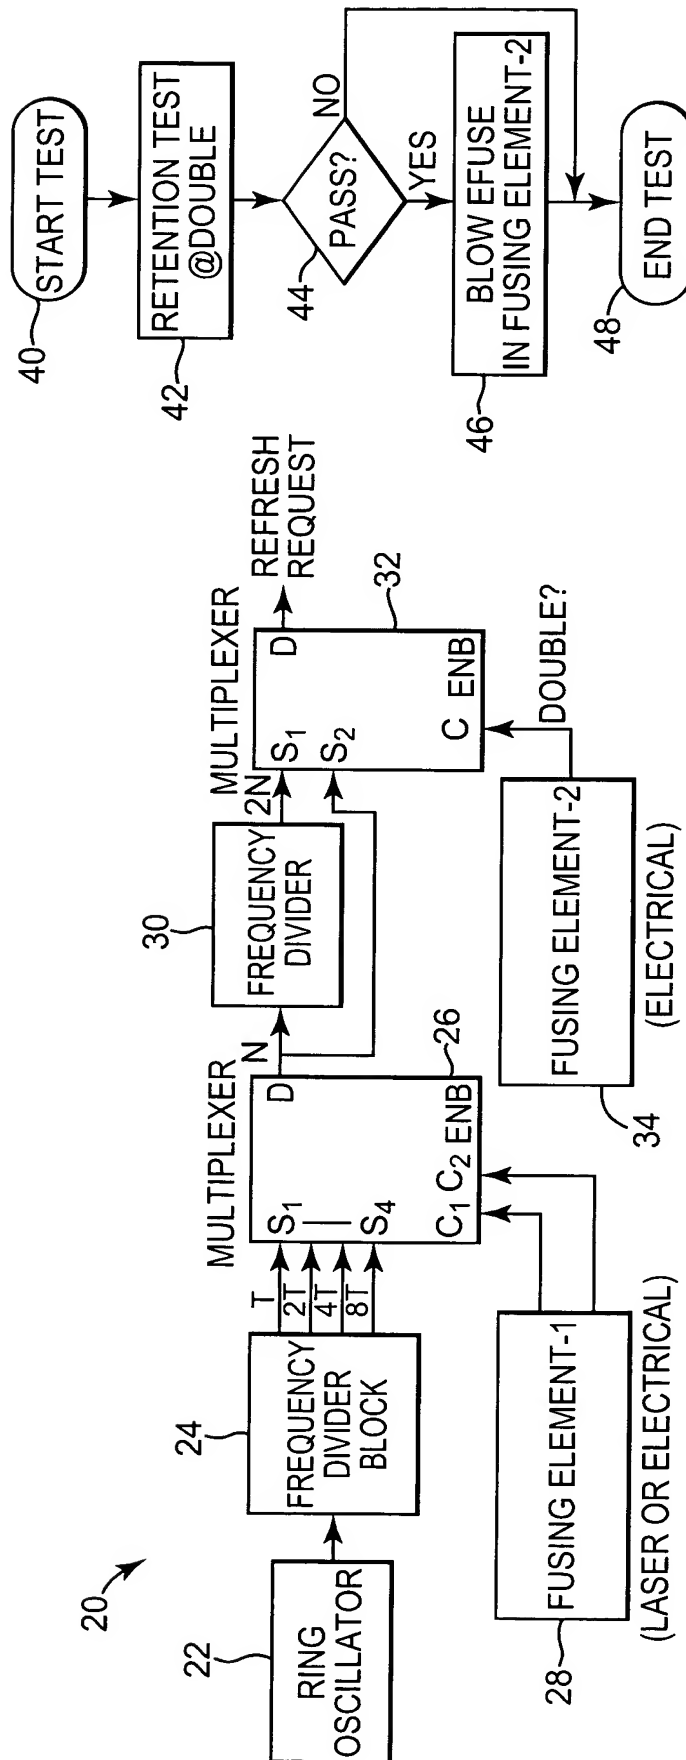 20
22
RING
OSCILLATOR
24
FREQUENCY
DIVIDER
BLOCK
T
2T
4T
8T
MULTIPLEXER
S1
S4
D
C1 C2 ENB
26
FUSING ELEMENT-1
28
(LASER OR ELECTRICAL)
N
30
FREQUENCY
DIVIDER
2N
MULTIPLEXER
S1
S2
D
C ENB
32
REFRESH
REQUEST
DOUBLE?
FUSING ELEMENT-2
34
(ELECTRICAL)
START TEST
40
RETENTION TEST
@DOUBLE
42
PASS?
44
NO
YES
BLOW EFUSE
IN FUSING ELEMENT-2
46
END TEST
48